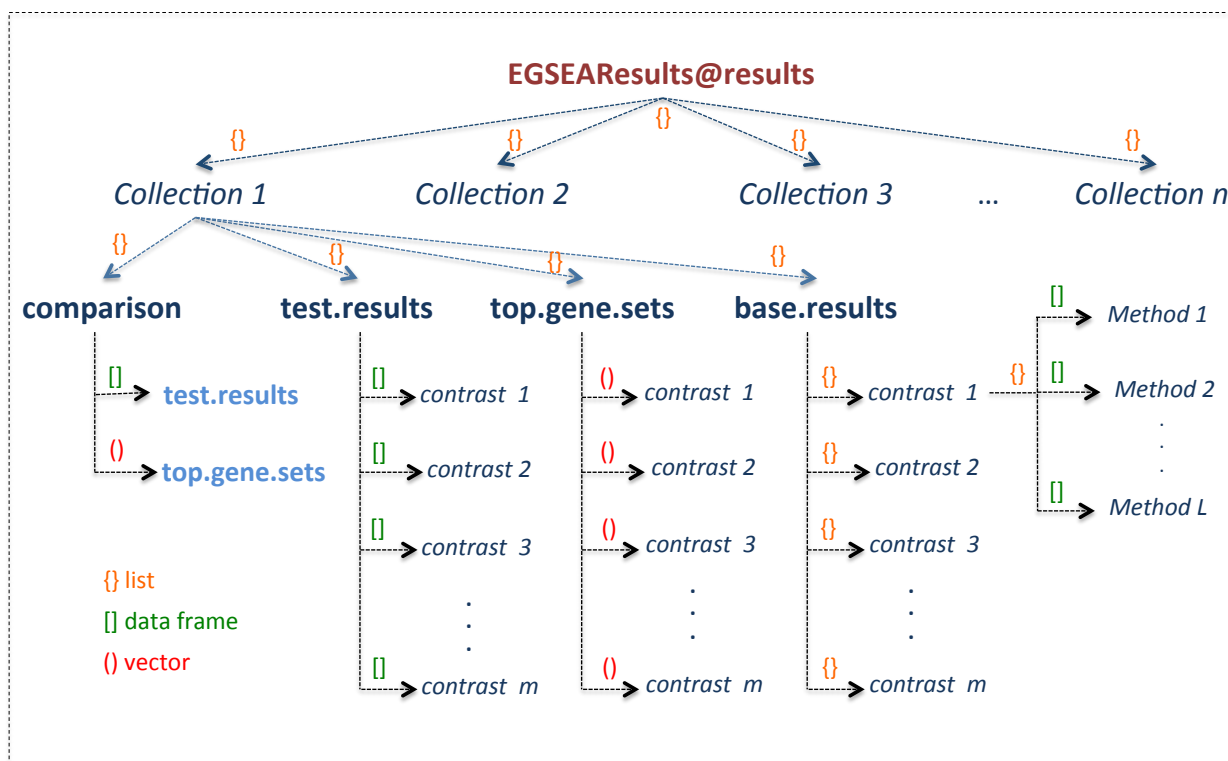 EGSEAResults@results
{} {} {} {} {}
Collection 1 Collection 2 Collection 3 ... Collection n
{} {} {} {}
comparison test.results top.gene.sets base.results
[] Method 1
[] test.results [] contrast 1 () contrast 1 {} contrast 1 {} [] Method 2
. . .
() top.gene.sets [] contrast 2 () contrast 2 {} contrast 2
[] Method L
[] contrast 3 () contrast 3 {} contrast 3
{} list
. . . . . . . . .
[] data frame
() vector
[] contrast m () contrast m {} contrast m